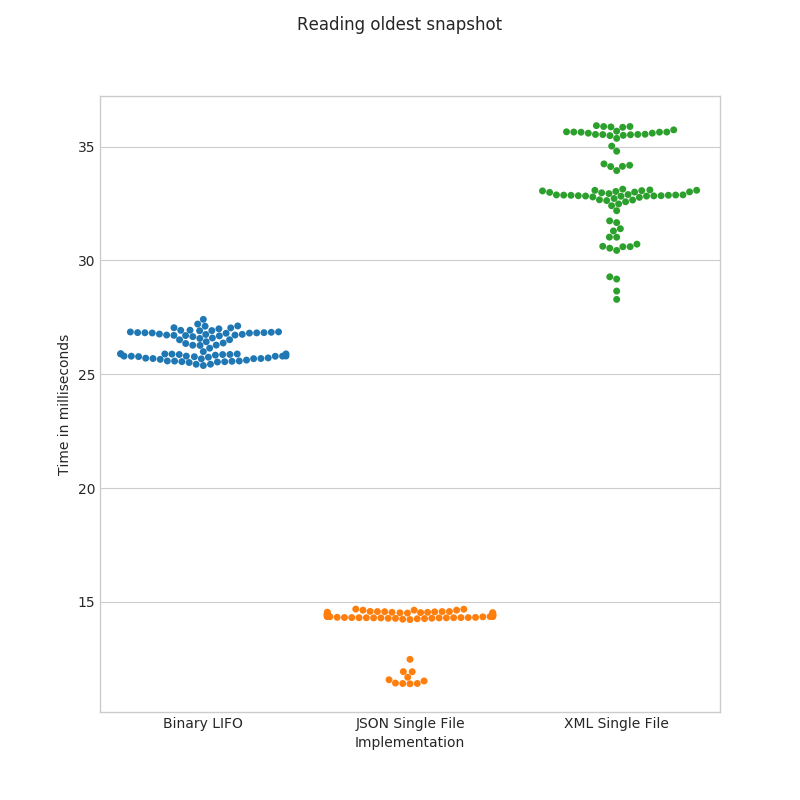 Reading oldest snapshot
Time in milliseconds
35
30
25
20
15
Binary LIFO
JSON Single File
XML Single File
Implementation